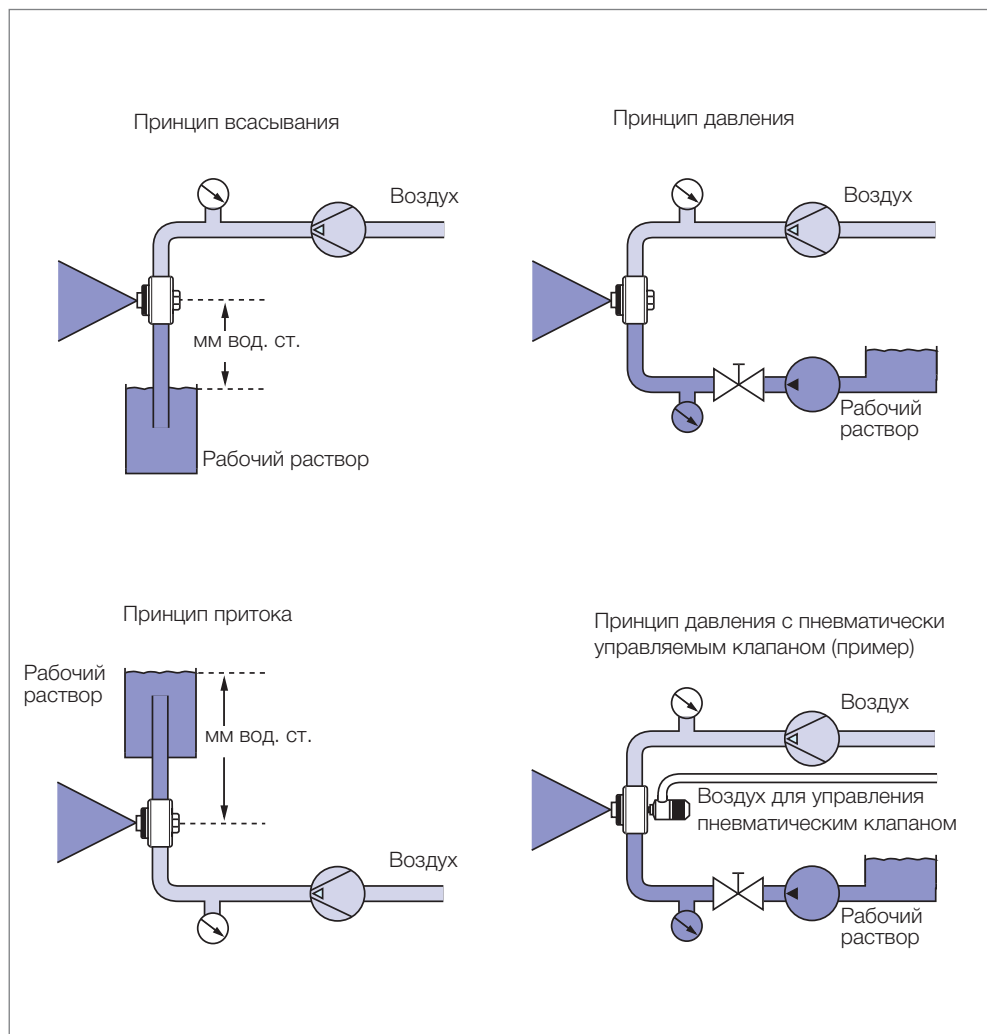 Принцип всасывания
Воздух
мм вод. ст.
Рабочий раствор
Принцип давления
Воздух
Рабочий
раствор
Принцип притока
Рабочий
раствор
мм вод. ст.
Воздух
Принцип давления с пневматически
управляемым клапаном (пример)
Воздух
Воздух для управления
пневматическим клапаном
Рабочий
раствор